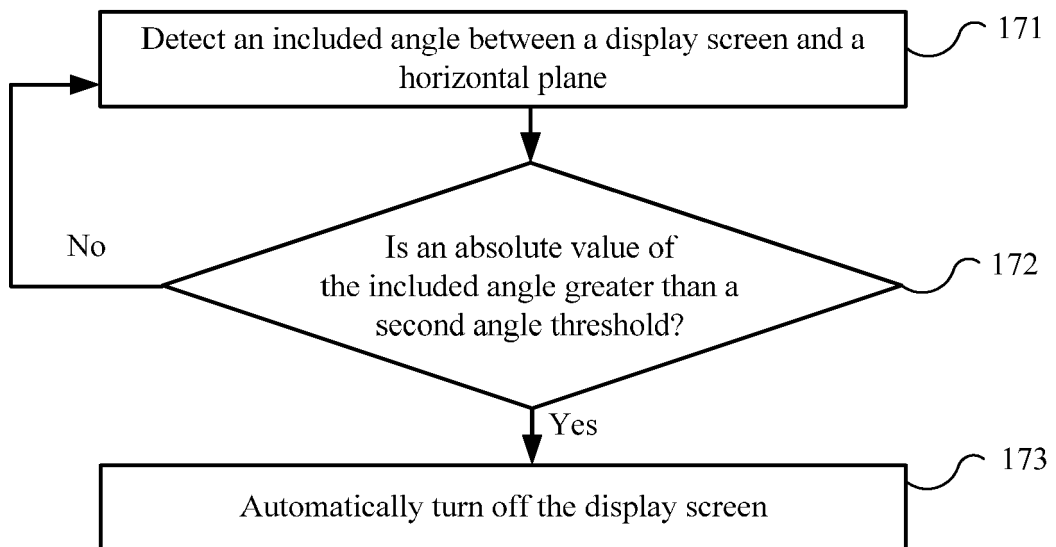 Detect an included angle between a display screen and a
horizontal plane
171
No
Is an absolute value of
the included angle greater than a
second angle threshold?
172
Yes
173
Automatically turn off the display screen